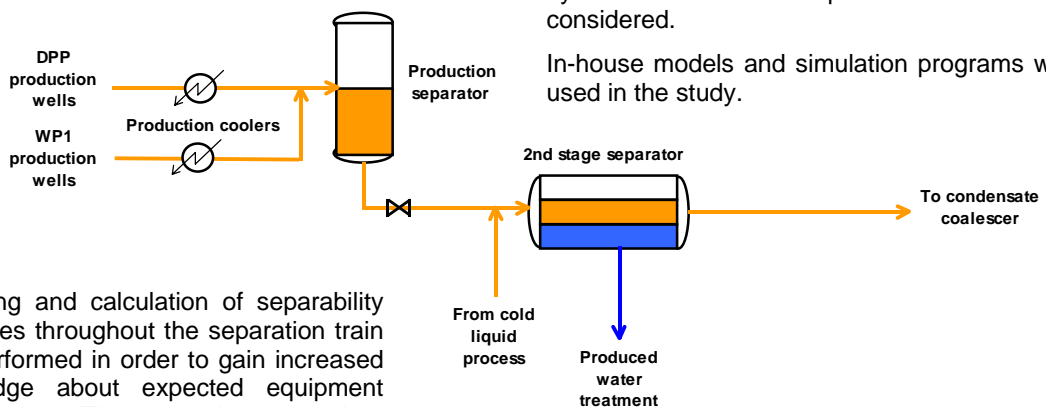 considered.
In-house models and simulation programs w
used in the study.
DPP
production
wells
Production
separator
Production coolers
WP1
production
wells
2nd stage separator
To condensate
coalescer
From cold
liquid
process
Produced
water
treatment
ng and calculation of separability
es throughout the separation train
erformed in order to gain increased
dge about expected equipment